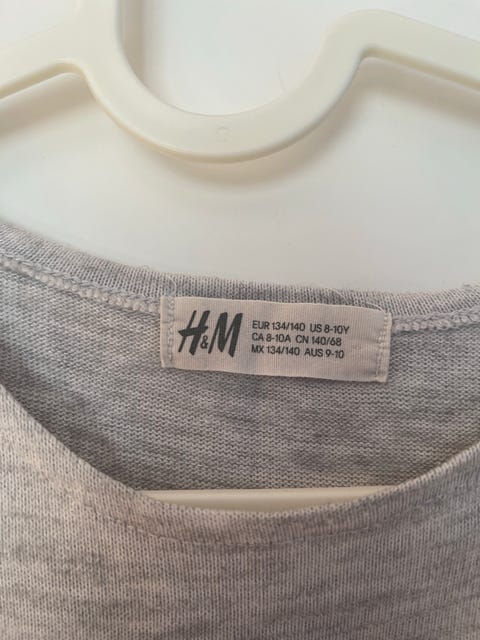 H&M
EUR 134/140 US 8-10Y
CA 8-10A CN 140/68
MX 134/140 AUS 9-10